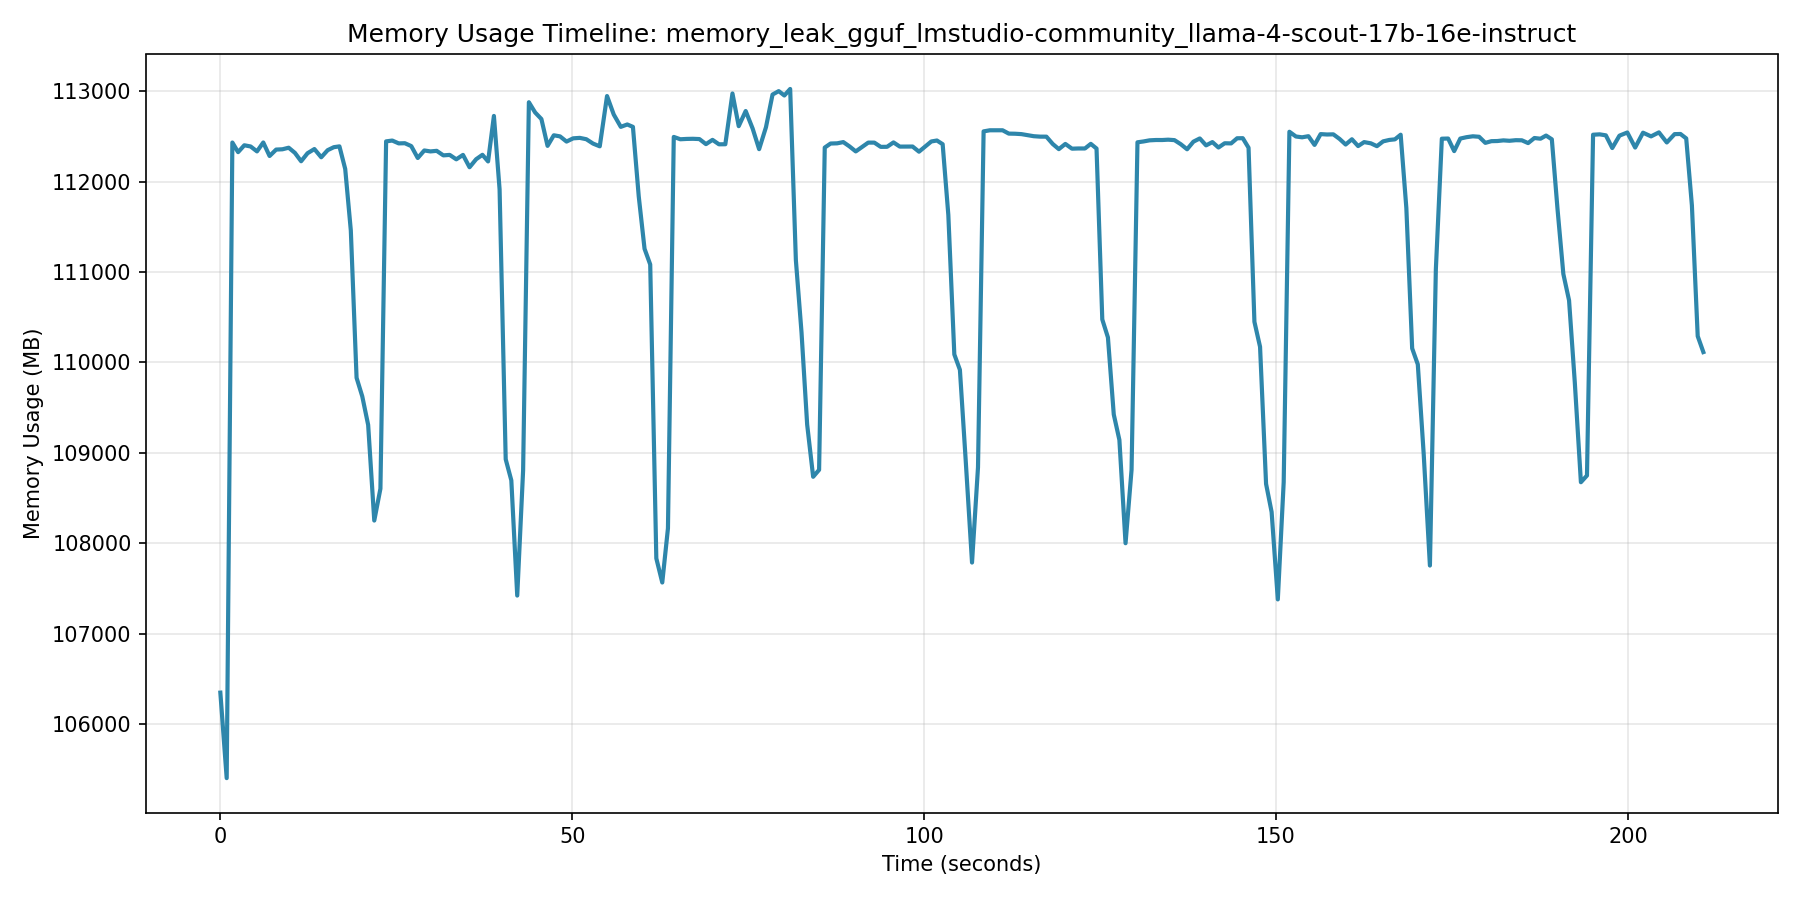 Memory Usage Timeline: memory_leak_gguf_lmstudio-community_llama-4-scout-17b-16e-instruct
Memory Usage (MB)
113000
112000
111000
110000
109000
108000
107000
106000
0 50 100 150 200
Time (seconds)